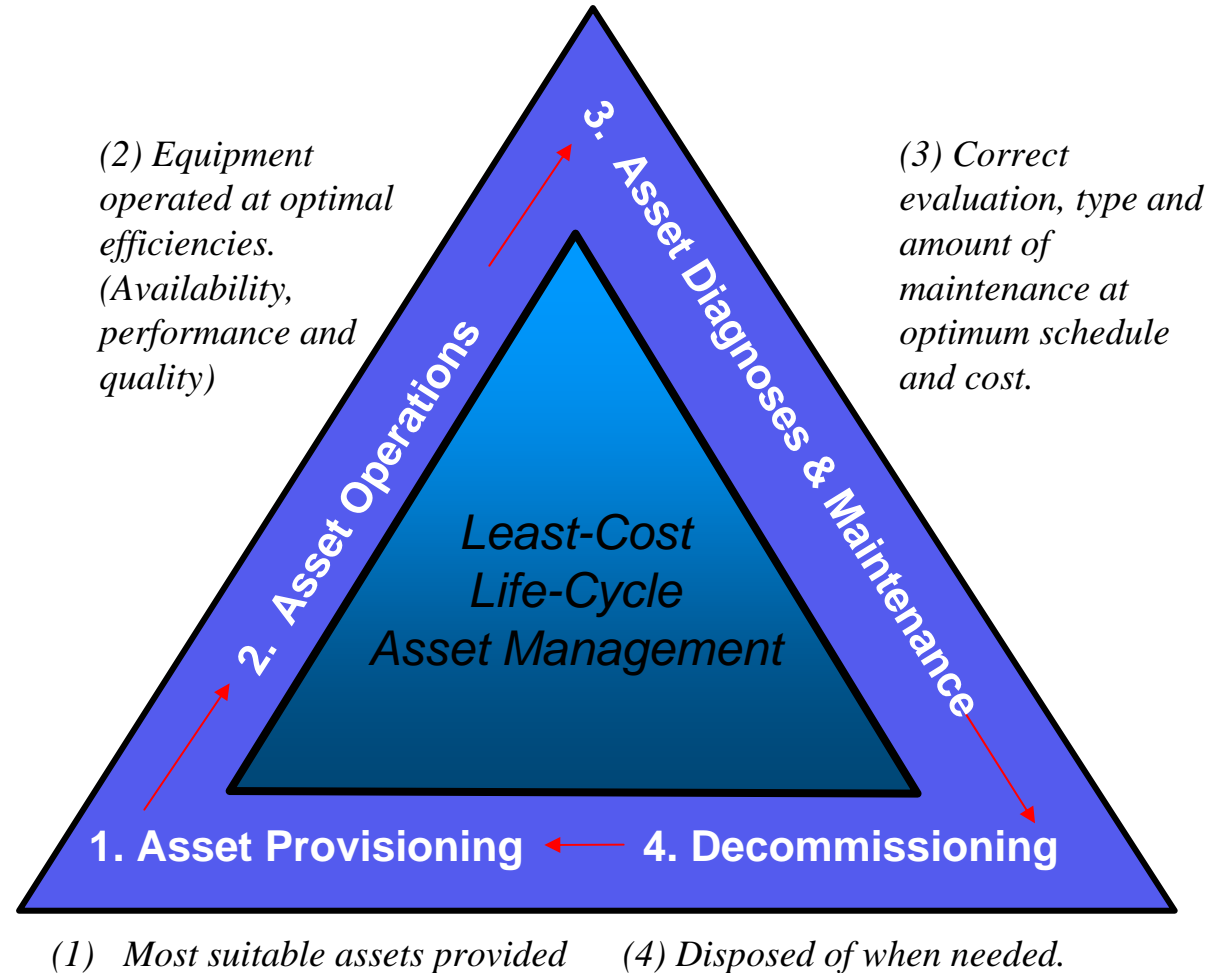 (2) Equipment
operated at optimal
efficiencies.
(Availability,
performance and
quality)
(3) Correct
evaluation, type and
amount of
maintenance at
optimum schedule
and cost.
2. Asset Operations
3. Asset Diagnoses & Maintenance
Least-Cost
Life-Cycle
Asset Management
1. Asset Provisioning
4. Decommissioning
(1) Most suitable assets provided
(4) Disposed of when needed.